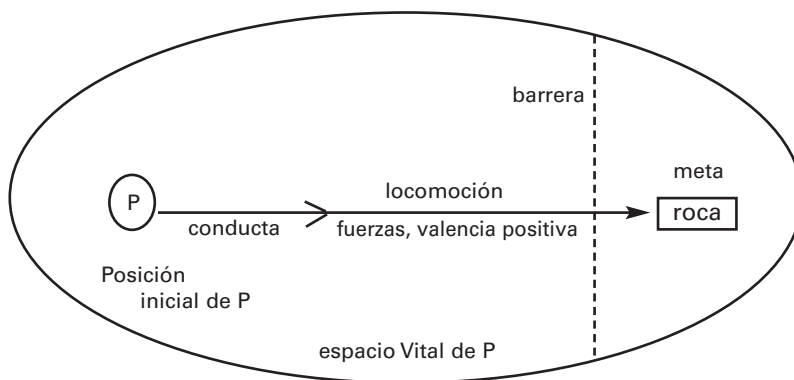 barrera
meta
P
locomoción
roca
conducta
fuerzas, valencia positiva
Posición
inicial de P
espacio Vital de P